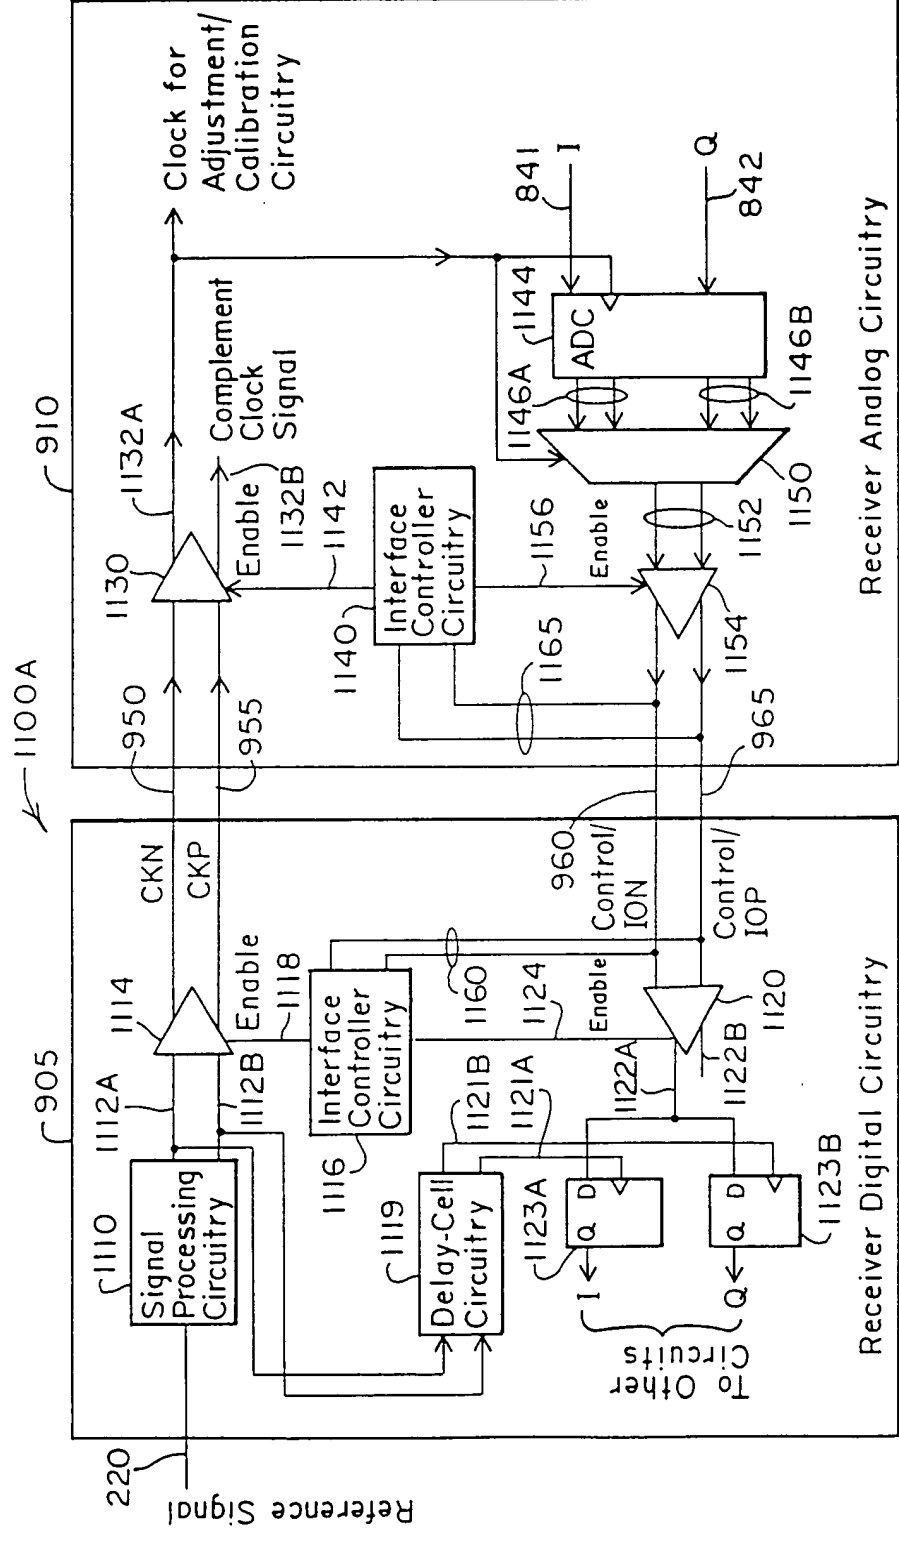 1100A
905
910
220
Reference Signal
1110
Signal
Processing
Circuitry
1112A
1112B
1114
Enable
1118
CKN
CKP
950
955
1130
1132A
Clock for
Adjustment/
Calibration
Circuitry
Complement
Clock
Signal
1132B
Enable
1142
1116
Interface
Controller
Circuitry
1160
1124
Enable
1140
Interface
Controller
Circuitry
1165
1156
Enable
1119
Delay-Cell
Circuitry
1121B
1121A
1122A
1122B
1120
960
Control/
ION
Control/
IOP
965
1154
1152
1150
1146A
1146B
1144
ADC
841
I
Q
842
1123A
Q D
I
1123B
Q D
Q
To Other
Circuits
Receiver Digital Circuitry
Receiver Analog Circuitry